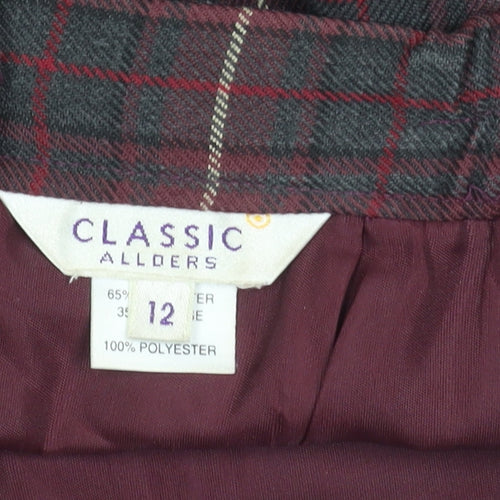 CLASSIC
ALLDERS
65%
12
100% POLYESTER